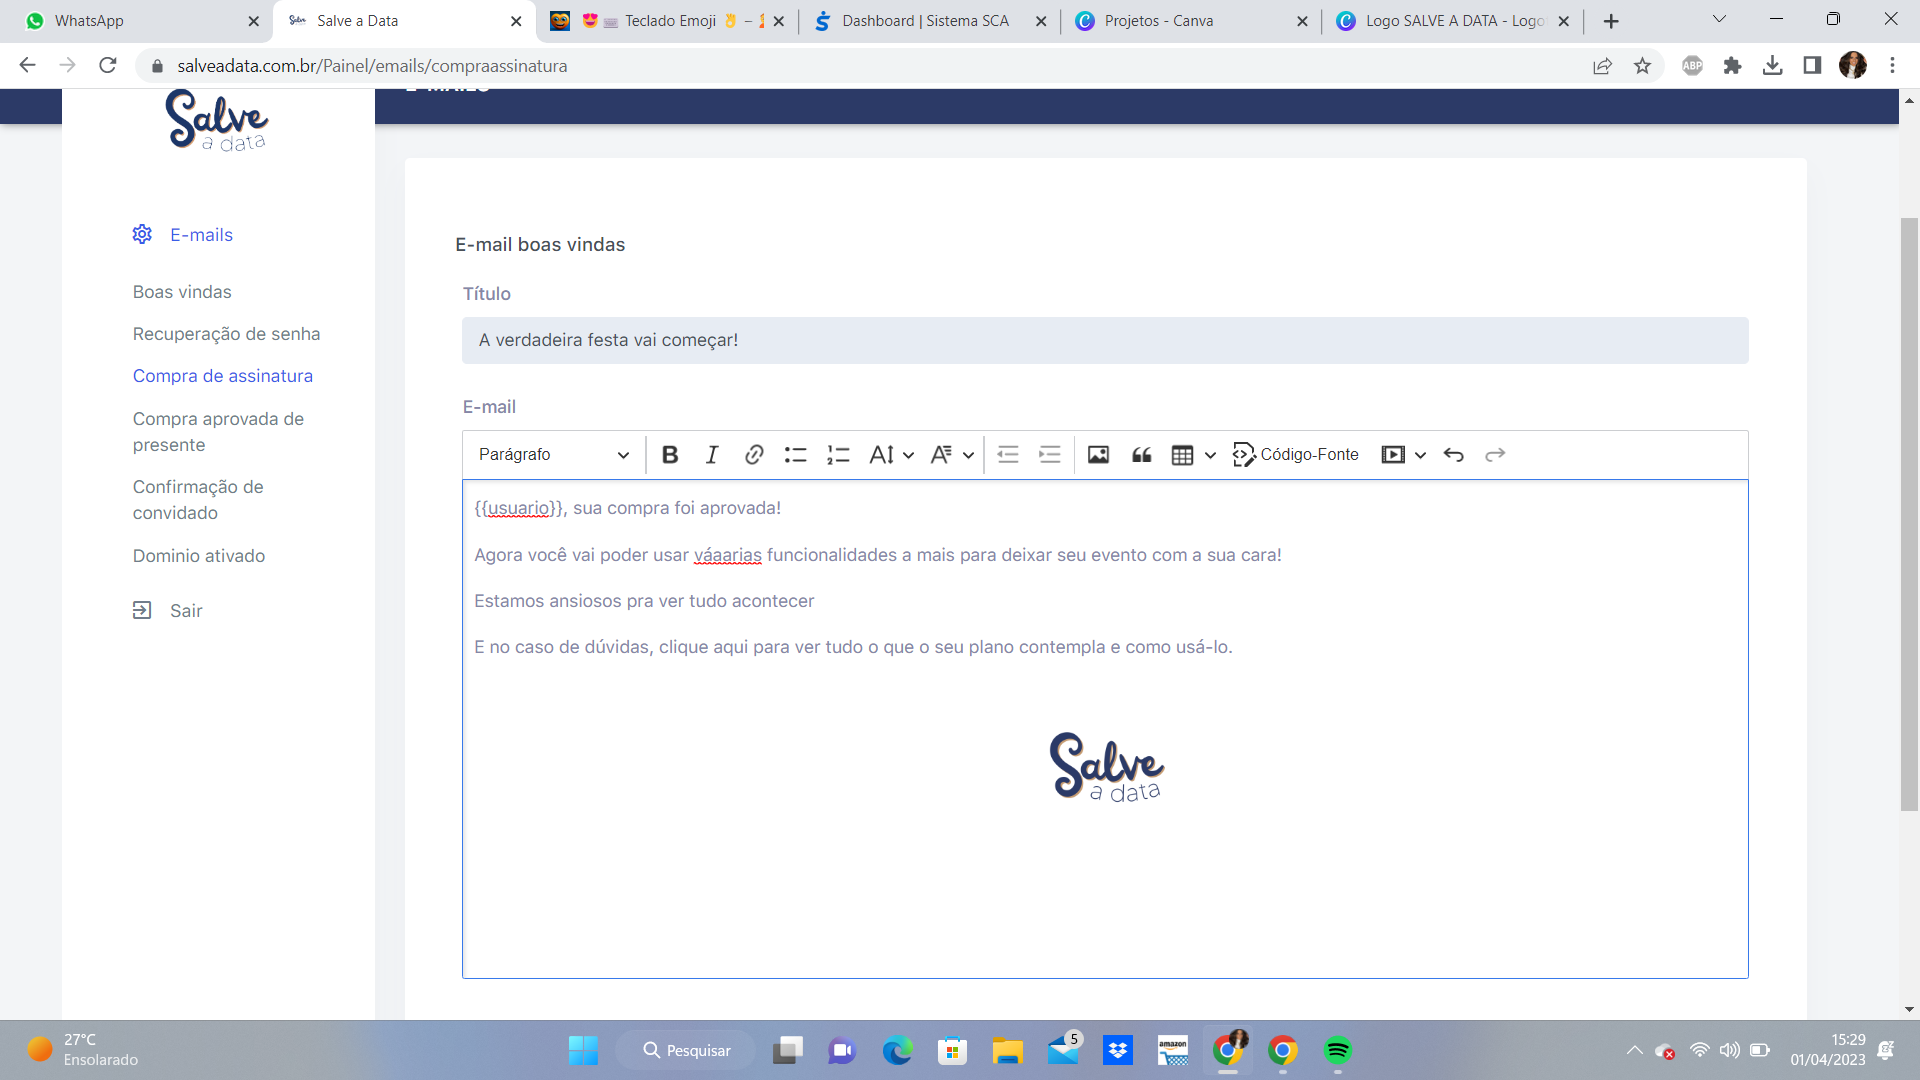 WhatsApp
Salve a Data
Teclado Emoji
Dashboard | Sistema SCA
Projetos - Canva
Logo SALVE A DATA - Logo
salveadata.com.br/Painel/emails/compraassinatura
ABP
E-MAILS
Salve
a data
E-mails
Boas vindas
Recuperação de senha
Compra de assinatura
Compra aprovada de
presente
Confirmação de
convidado
Dominio ativado
Sair
E-mail boas vindas
Título
A verdadeira festa vai começar!
E-mail
Parágrafo
Código-Fonte
{{usuario}}, sua compra foi aprovada!
Agora você vai poder usar váaarias funcionalidades a mais para deixar seu evento com a sua cara!
Estamos ansiosos pra ver tudo acontecer
E no caso de dúvidas, clique aqui para ver tudo o que o seu plano contempla e como usá-lo.
Salve
a data
27°C
Ensolarado
Pesquisar
5
amazon
15:29
01/04/2023